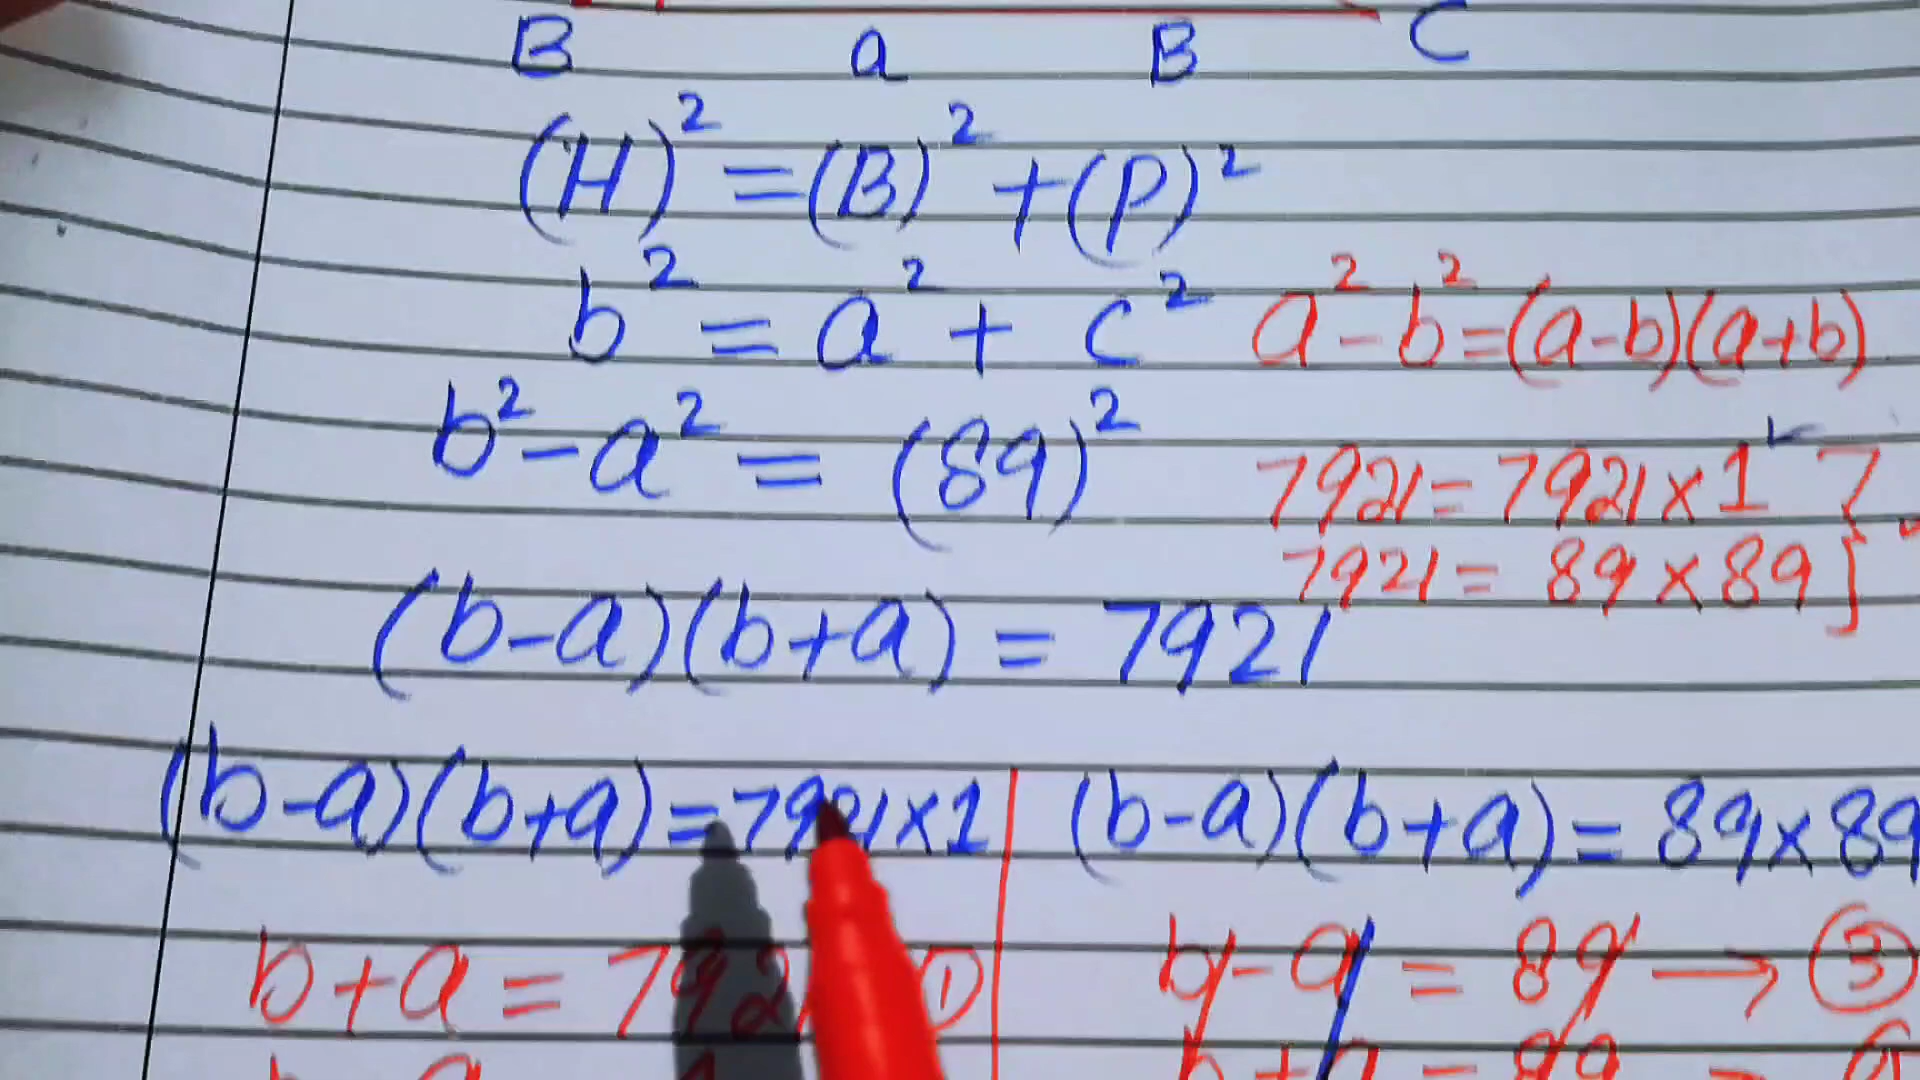 B a B C
(H)² = (B)² + (P)²
b² = a² + c² a² - b² = (a-b)(a+b)
b² - a² = (89)²
7921 = 7921 × 1
7921 = 89 × 89]
(b-a)(b+a) = 7921
(b-a)(b+a) = 7921 × 1 (b-a)(b+a) = 89 × 89
b + a = 7921 ① b - a = 89 → ③